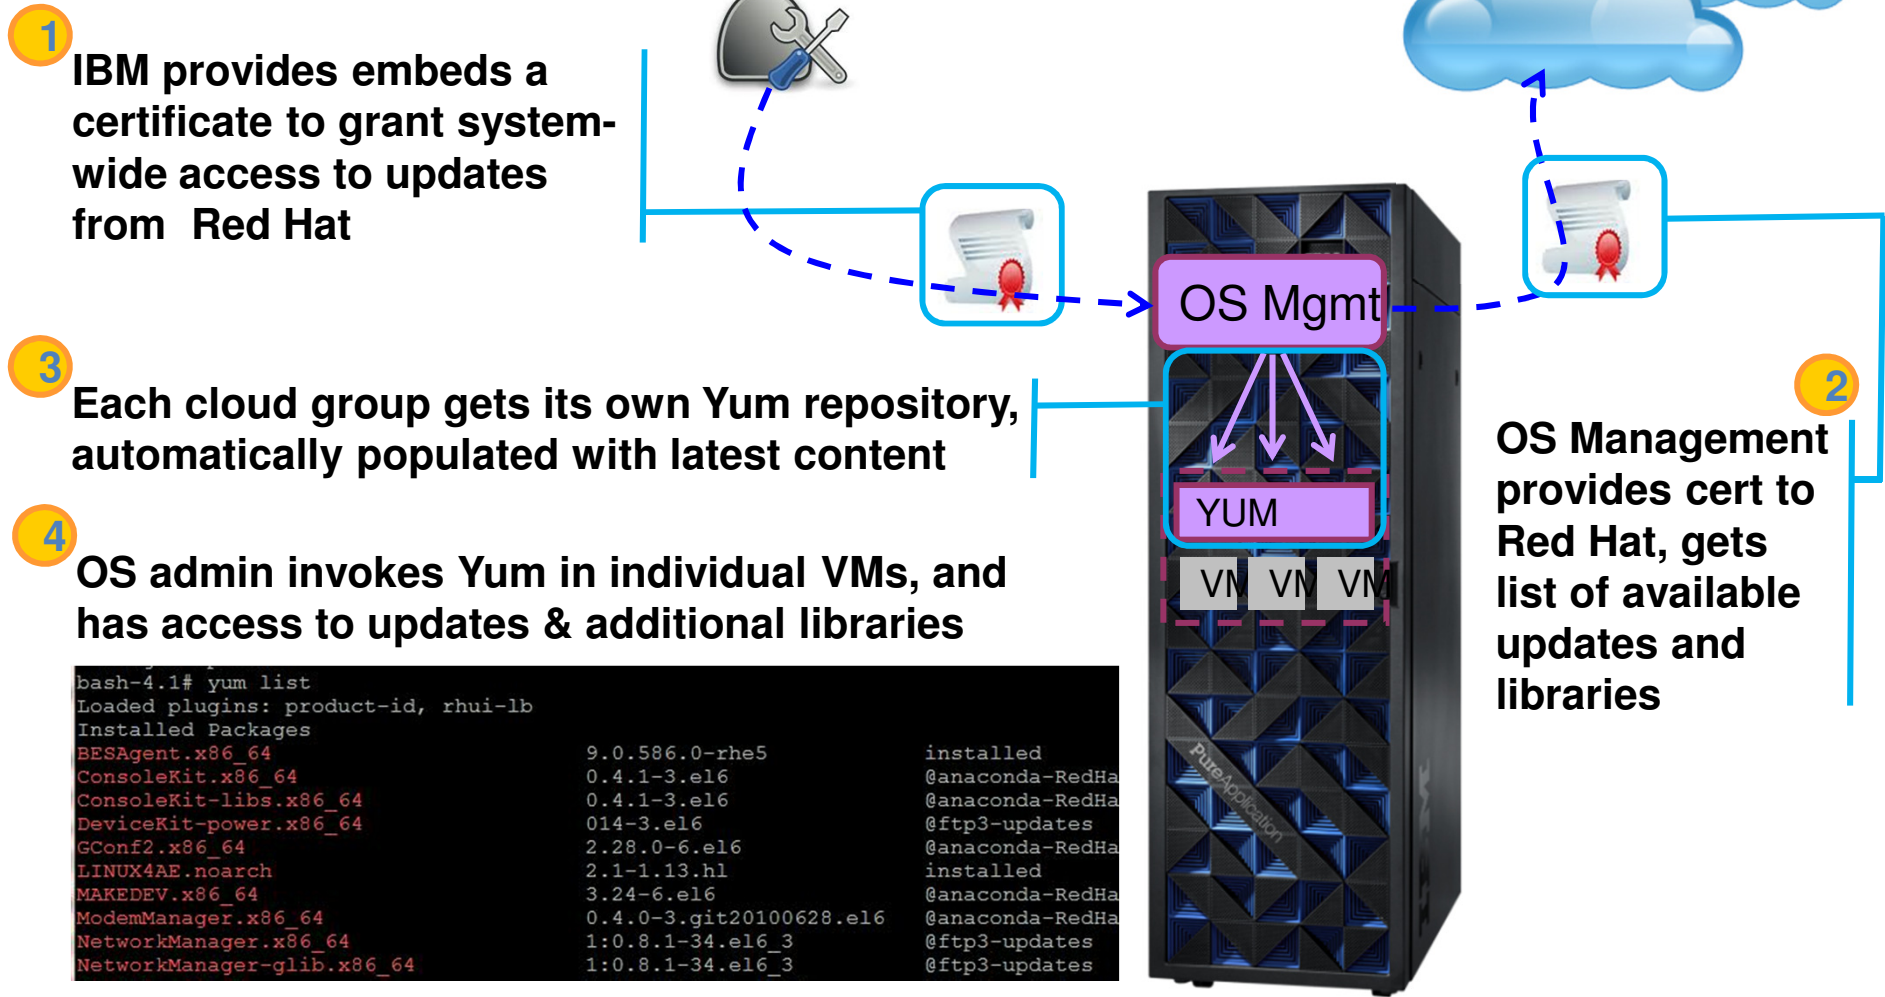 1
IBM provides embeds a
certificate to grant system-
wide access to updates
from Red Hat
OS Mgmt
3
Each cloud group gets its own Yum repository,
automatically populated with latest content
2
OS Management
provides cert to
Red Hat, gets
list of available
updates and
libraries
YUM
VM VM VM
4
OS admin invokes Yum in individual VMs, and
has access to updates & additional libraries
bash-4.1# yum list
Loaded plugins: product-id, rhui-lb
Installed Packages
BESAgent.x86_64 9.0.586.0-rhe5 installed
ConsoleKit.x86_64 0.4.1-3.el6 @anaconda-RedHa
ConsoleKit-libs.x86_64 0.4.1-3.el6 @anaconda-RedHa
DeviceKit-power.x86_64 014-3.el6 @ftp3-updates
GConf2.x86_64 2.28.0-6.el6 @anaconda-RedHa
LINUX4AE.noarch 2.1-1.13.hl installed
MAKEDEV.x86_64 3.24-6.el6 @anaconda-RedHa
ModemManager.x86_64 0.4.0-3.git20100628.el6 @anaconda-RedHa
NetworkManager.x86_64 1:0.8.1-34.el6_3 @ftp3-updates
NetworkManager-glib.x86_64 1:0.8.1-34.el6_3 @ftp3-updates
PureApplication
IBM